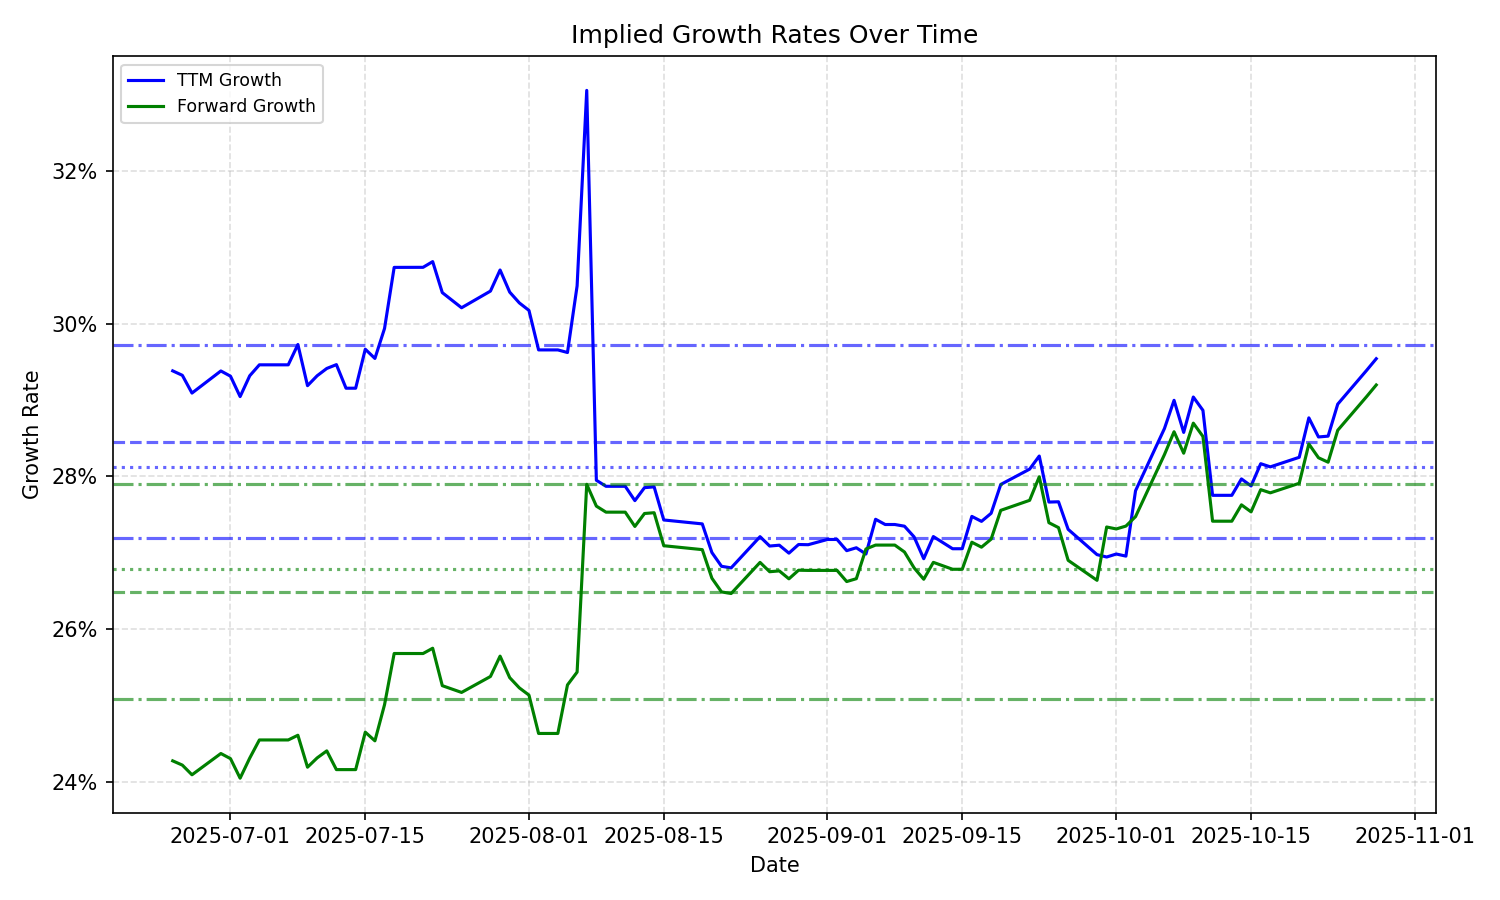 Implied Growth Rates Over Time
TTM Growth
Forward Growth
32%
30%
28%
26%
24%
Growth Rate
2025-07-01 2025-07-15 2025-08-01 2025-08-15 2025-09-01 2025-09-15 2025-10-01 2025-10-15 2025-11-01
Date